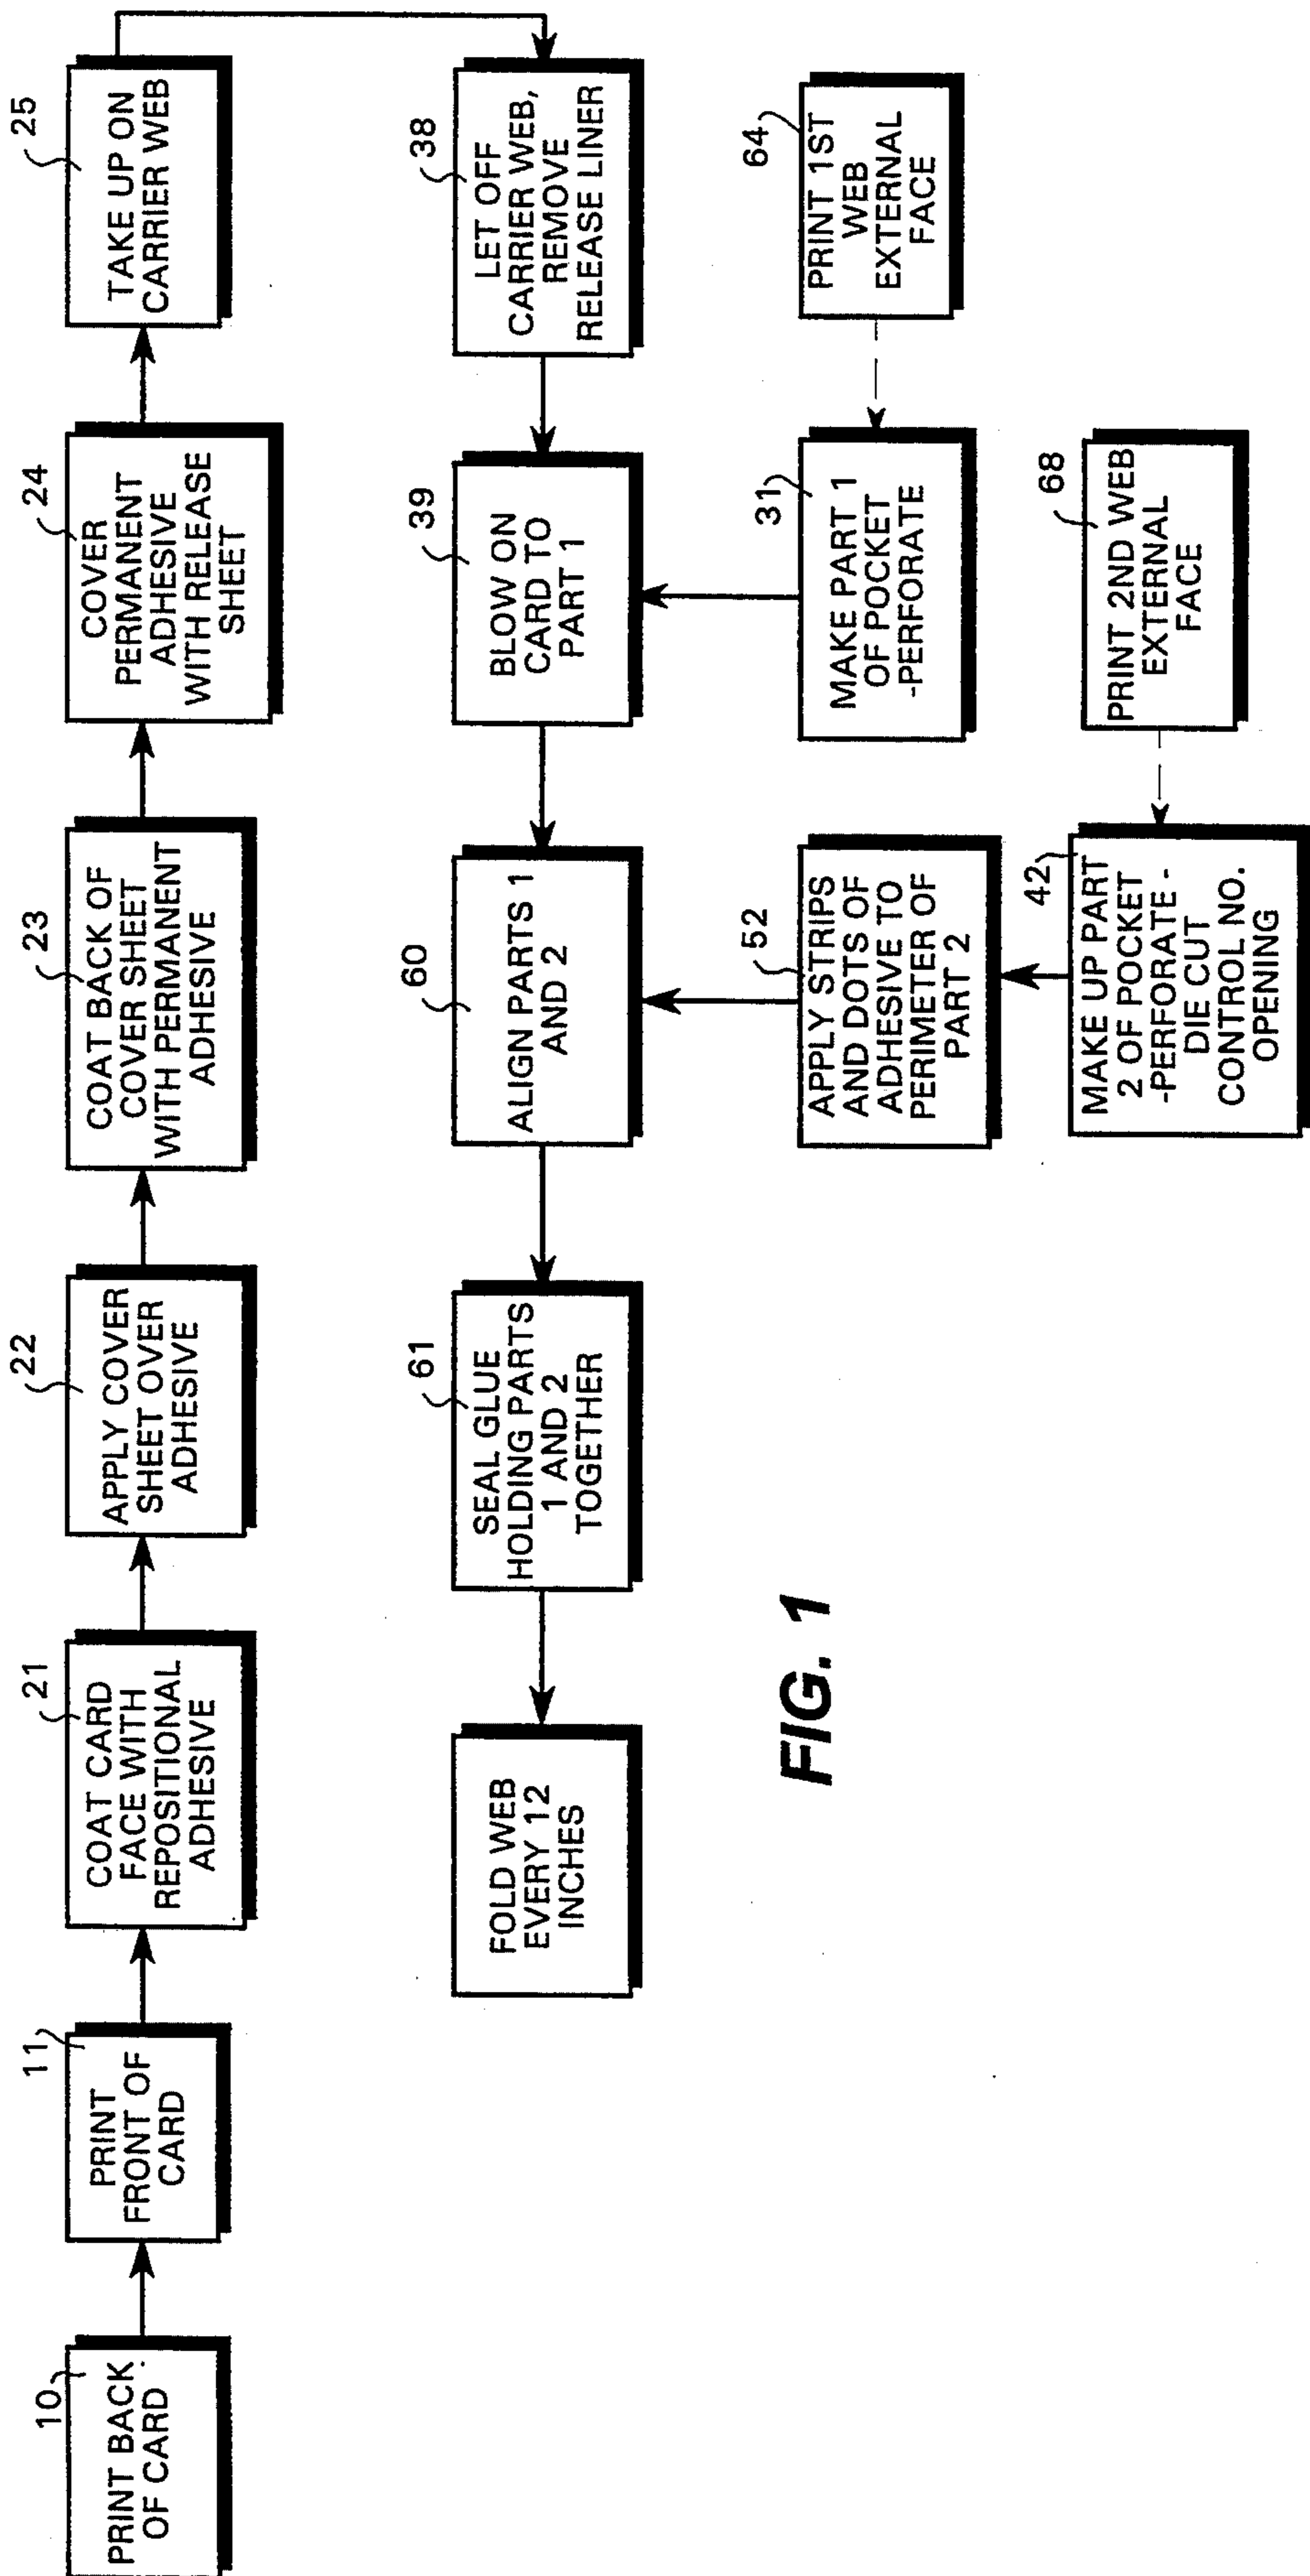 10
PRINT BACK
OF CARD
11
PRINT
FRONT OF
CARD
21
COAT CARD
FACE WITH
REPOSITIONAL
ADHESIVE
22
APPLY COVER
SHEET OVER
ADHESIVE
23
COAT BACK OF
COVER SHEET
WITH PERMANENT
ADHESIVE
24
COVER
PERMANENT
ADHESIVE
WITH RELEASE
SHEET
25
TAKE UP ON
CARRIER WEB
38
LET OFF
CARRIER WEB,
REMOVE
RELEASE LINER
39
BLOW ON
CARD TO
PART 1
60
ALIGN PARTS 1
AND 2
61
SEAL GLUE
HOLDING PARTS
1 AND 2
TOGETHER
FOLD WEB
EVERY 12
INCHES
64
PRINT 1ST
WEB
EXTERNAL
FACE
31
MAKE PART 1
OF POCKET
-PERFORATE
52
APPLY STRIPS
AND DOTS OF
ADHESIVE TO
PERIMETER OF
PART 2
68
PRINT 2ND WEB
EXTERNAL
FACE
42
MAKE UP PART
2 OF POCKET
-PERFORATE -
DIE CUT
CONTROL NO.
OPENING
FIG. 1